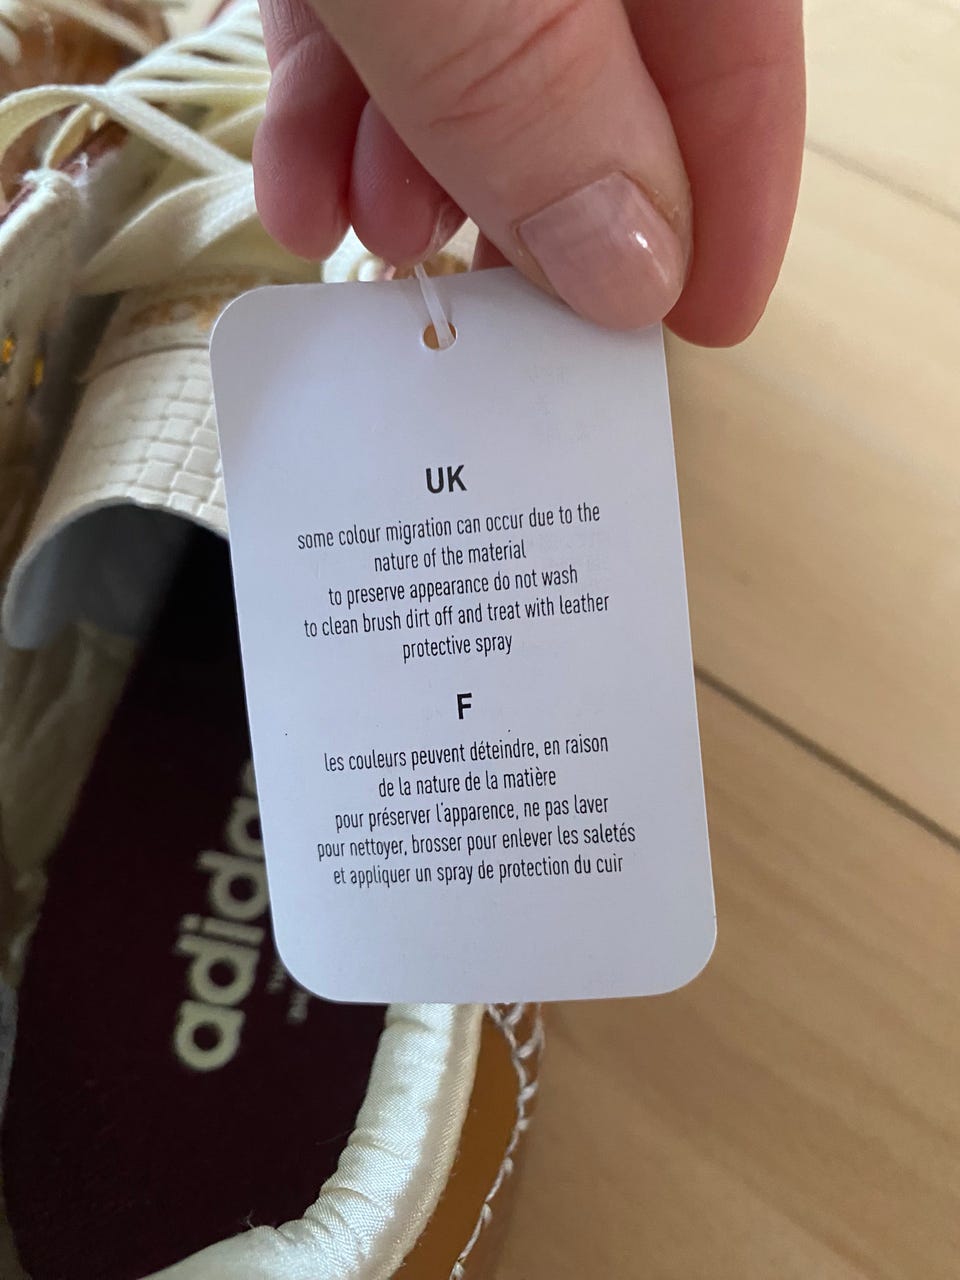 UK
some colour migration can occur due to the
nature of the material
to preserve appearance do not wash
to clean brush dirt off and treat with leather
protective spray
F
les couleurs peuvent déteindre, en raison
de la nature de la matière
pour préserver l'apparence, ne pas laver
pour nettoyer, brosser pour enlever les saletés
et appliquer un spray de protection du cuir
adidas